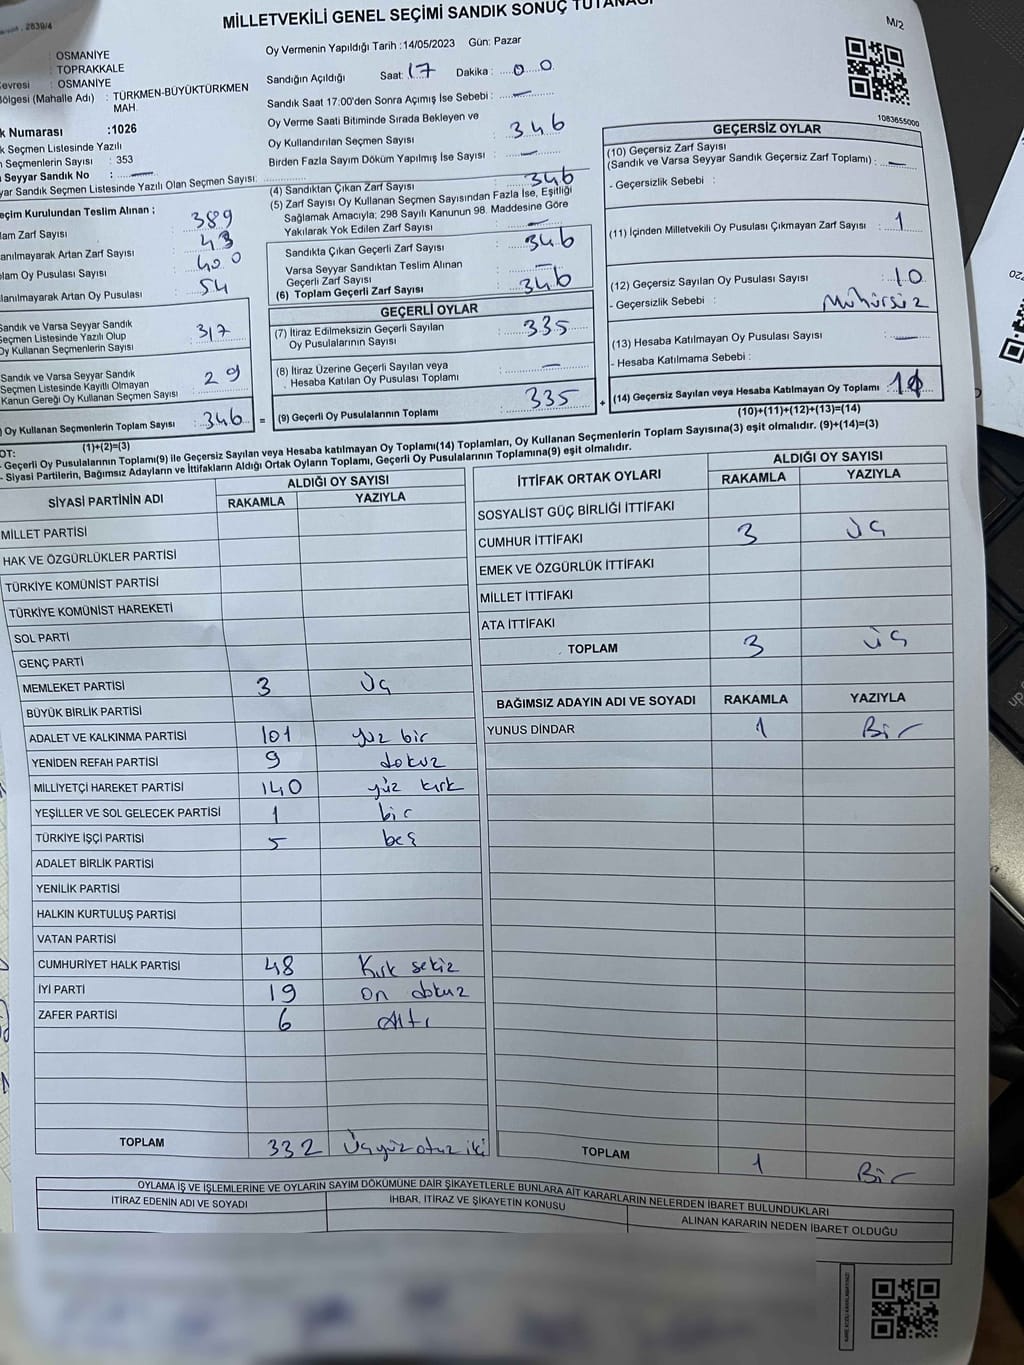 MİLLETVEKİLİ GENEL SEÇİMİ SANDIK SONUÇ TUTANAĞI
2839/4
M/2
OSMANİYE
TOPRAKKALE
OSMANİYE
TÜRKMEN-BÜYÜKTÜRKMEN
MAH.
Bölgesi (Mahalle Adı) :
k Numarası :1026
k Seçmen Listesinde Yazılı
n Seçmenlerin Sayısı : 353
Seyyar Sandık No :
yar Sandık Seçmen Listesinde Yazılı Olan Seçmen Sayısı:
Oy Vermenin Yapıldığı Tarih :14/05/2023 Gün: Pazar
Sandığın Açıldığı Saat: 17 Dakika : 0 0
Sandık Saat 17:00'den Sonra Açımış İse Sebebi : —
Oy Verme Saati Bitiminde Sırada Bekleyen ve
Oy Kullandırılan Seçmen Sayısı : 346
Birden Fazla Sayım Döküm Yapılmış İse Sayısı : —
1083655000
eçim Kurulundan Teslim Alınan ;
lam Zarf Sayısı : 389
anılmayarak Artan Zarf Sayısı : 43
olam Oy Pusulası Sayısı : 400
lanılmayarak Artan Oy Pusulası : 54
Sandık ve Varsa Seyyar Sandık
Seçmen Listesinde Yazılı Olup
Oy Kullanan Seçmenlerin Sayısı : 317
Sandık ve Varsa Seyyar Sandık
Seçmen Listesinde Kayıtlı Olmayan
Kanun Gereği Oy Kullanan Seçmen Sayısı : 29
) Oy Kullanan Seçmenlerin Toplam Sayısı : 346 =
(1)+(2)=(3)
(4) Sandıktan Çıkan Zarf Sayısı : 346
(5) Zarf Sayısı Oy Kullanan Seçmen Sayısından Fazla İse, Eşitliği
Sağlamak Amacıyla; 298 Sayılı Kanunun 98. Maddesine Göre
Yakılarak Yok Edilen Zarf Sayısı : —
Sandıkta Çıkan Geçerli Zarf Sayısı : 346
Varsa Seyyar Sandıktan Teslim Alınan
Geçerli Zarf Sayısı : —
(6) Toplam Geçerli Zarf Sayısı : 346
GEÇERLİ OYLAR
(7) İtiraz Edilmeksizin Geçerli Sayılan
Oy Pusulalarının Sayısı : 335
(8) İtiraz Üzerine Geçerli Sayılan veya
Hesaba Katılan Oy Pusulası Toplamı : —
(9) Geçerli Oy Pusulalarının Toplamı : 335 +
GEÇERSİZ OYLAR
(10) Geçersiz Zarf Sayısı
(Sandık ve Varsa Seyyar Sandık Geçersiz Zarf Toplamı) : —
- Geçersizlik Sebebi :
(11) İçinden Milletvekili Oy Pusulası Çıkmayan Zarf Sayısı : 1
(12) Geçersiz Sayılan Oy Pusulası Sayısı : 10
- Geçersizlik Sebebi : Mühürsüz
(13) Hesaba Katılmayan Oy Pusulası Sayısı : —
- Hesaba Katılmama Sebebi :
(14) Geçersiz Sayılan veya Hesaba Katılmayan Oy Toplamı
(10)+(11)+(12)+(13)=(14)
OT:
- Geçerli Oy Pusulalarının Toplamı(9) ile Geçersiz Sayılan veya Hesaba katılmayan Oy Toplamı(14) Toplamları, Oy Kullanan Seçmenlerin Toplam Sayısına(3) eşit olmalıdır. (9)+(14)=(3)
- Siyasi Partilerin, Bağımsız Adayların ve İttifakların Aldığı Ortak Oyların Toplamı, Geçerli Oy Pusulalarının Toplamına(9) eşit olmalıdır.
SİYASİ PARTİNİN ADI ALDIĞI OY SAYISI
RAKAMLA YAZIYLA
MİLLET PARTİSİ
HAK VE ÖZGÜRLÜKLER PARTİSİ
TÜRKİYE KOMÜNİST PARTİSİ
TÜRKİYE KOMÜNİST HAREKETİ
SOL PARTİ
GENÇ PARTİ
MEMLEKET PARTİSİ 3 Üç
BÜYÜK BİRLİK PARTİSİ
ADALET VE KALKINMA PARTİSİ 101 yüz bir
YENİDEN REFAH PARTİSİ 9 dokuz
MİLLİYETÇİ HAREKET PARTİSİ 140 yüz kırk
YEŞİLLER VE SOL GELECEK PARTİSİ 1 bir
TÜRKİYE İŞÇİ PARTİSİ 5 beş
ADALET BİRLİK PARTİSİ
YENİLİK PARTİSİ
HALKIN KURTULUŞ PARTİSİ
VATAN PARTİSİ
CUMHURİYET HALK PARTİSİ 48 Kırk sekiz
İYİ PARTİ 19 on dokuz
ZAFER PARTİSİ 6 Altı
TOPLAM 332 Üçyüz otuz iki
İTTİFAK ORTAK OYLARI ALDIĞI OY SAYISI
RAKAMLA YAZIYLA
SOSYALİST GÜÇ BİRLİĞİ İTTİFAKI
CUMHUR İTTİFAKI 3 Üç
EMEK VE ÖZGÜRLÜK İTTİFAKI
MİLLET İTTİFAKI
ATA İTTİFAKI
TOPLAM 3 Üç
BAĞIMSIZ ADAYIN ADI VE SOYADI RAKAMLA YAZIYLA
YUNUS DİNDAR 1 Bir
TOPLAM 1 Bir
OYLAMA İŞ VE İŞLEMLERİNE VE OYLARIN SAYIM DÖKÜMÜNE DAİR ŞİKAYETLERLE BUNLARA AİT KARARLARIN NELERDEN İBARET BULUNDUKLARI
İTİRAZ EDENİN ADI VE SOYADI
İHBAR, İTİRAZ VE ŞİKAYETİN KONUSU
ALINAN KARARIN NEDEN İBARET OLDUĞU